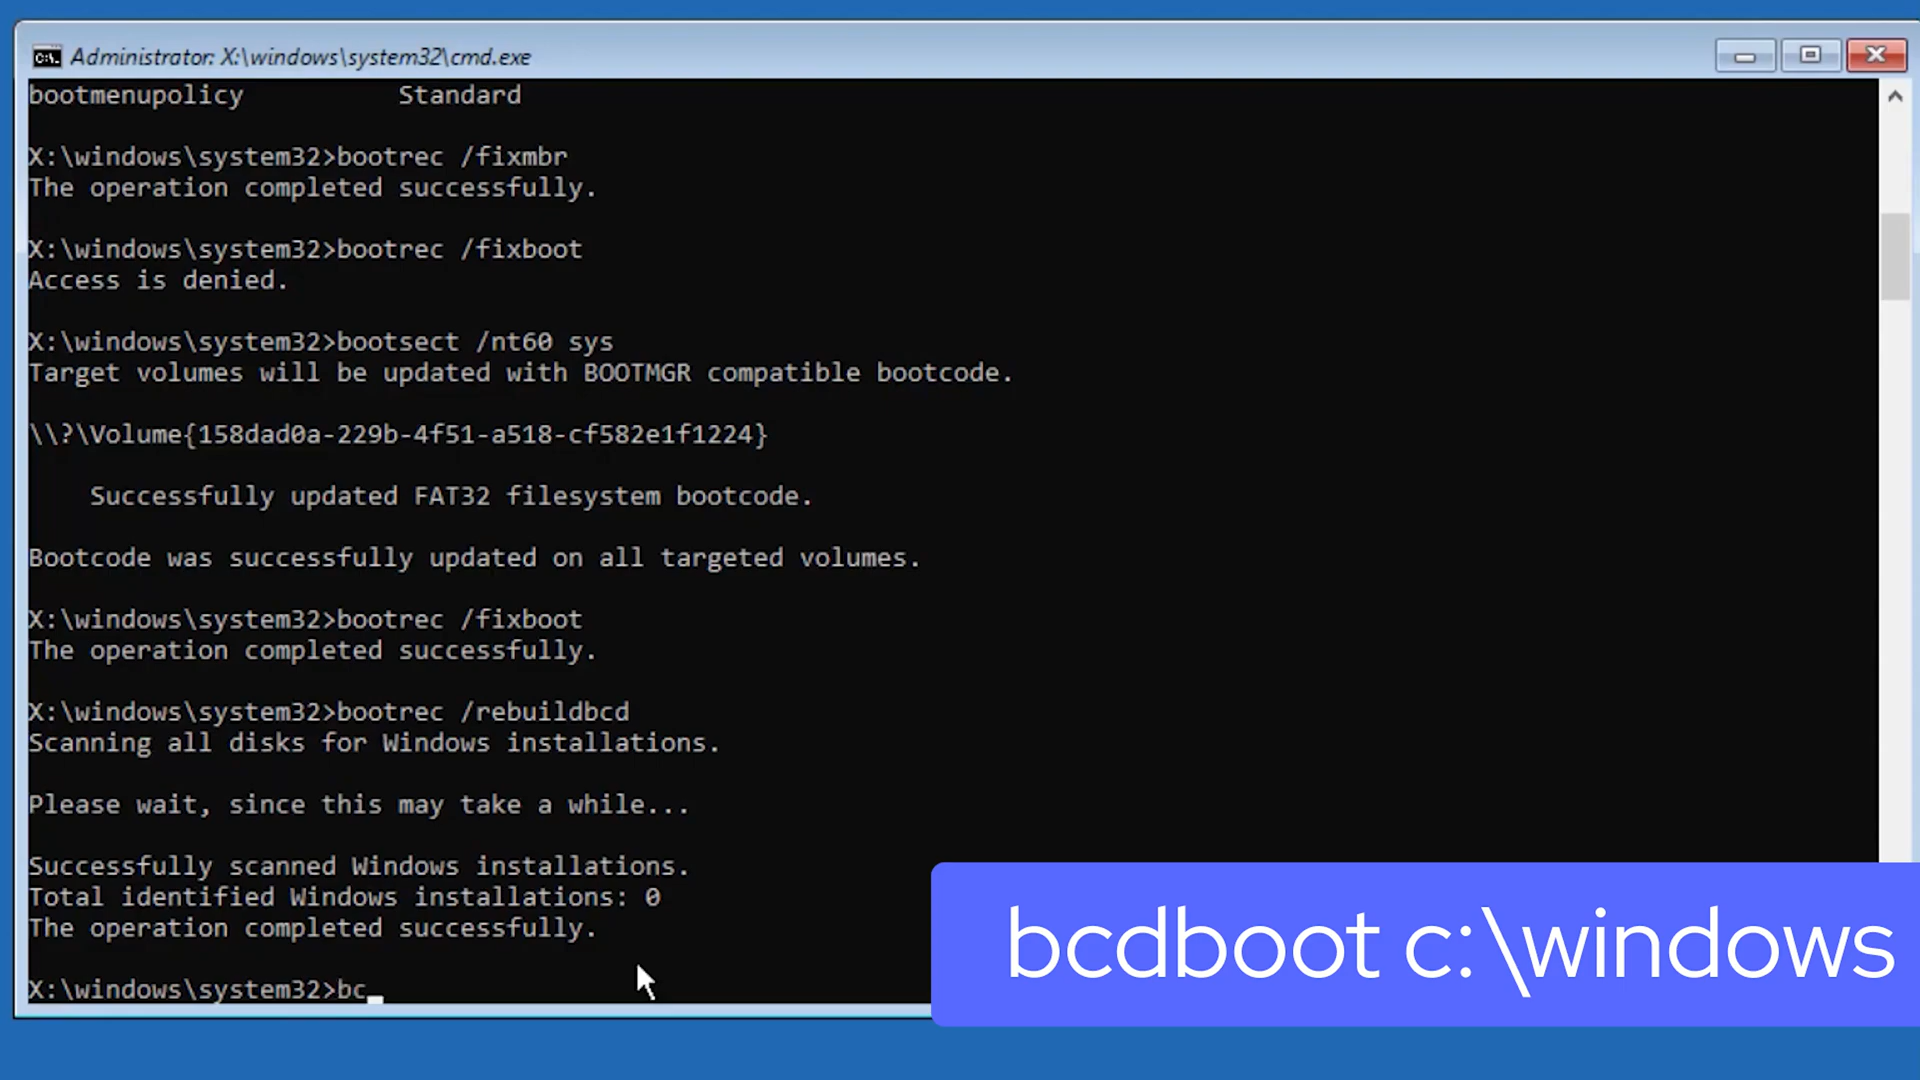 Administrator: X:\windows\system32\cmd.exe
bootmenupolicy Standard
X:\windows\system32>bootrec /fixmbr
The operation completed successfully.
X:\windows\system32>bootrec /fixboot
Access is denied.
X:\windows\system32>bootsect /nt60 sys
Target volumes will be updated with BOOTMGR compatible bootcode.
\\?\Volume{158dad0a-229b-4f51-a518-cf582e1f1224}
Successfully updated FAT32 filesystem bootcode.
Bootcode was successfully updated on all targeted volumes.
X:\windows\system32>bootrec /fixboot
The operation completed successfully.
X:\windows\system32>bootrec /rebuildbcd
Scanning all disks for Windows installations.
Please wait, since this may take a while...
Successfully scanned Windows installations.
Total identified Windows installations: 0
The operation completed successfully.
X:\windows\system32>bc_
bcdboot c:\windows